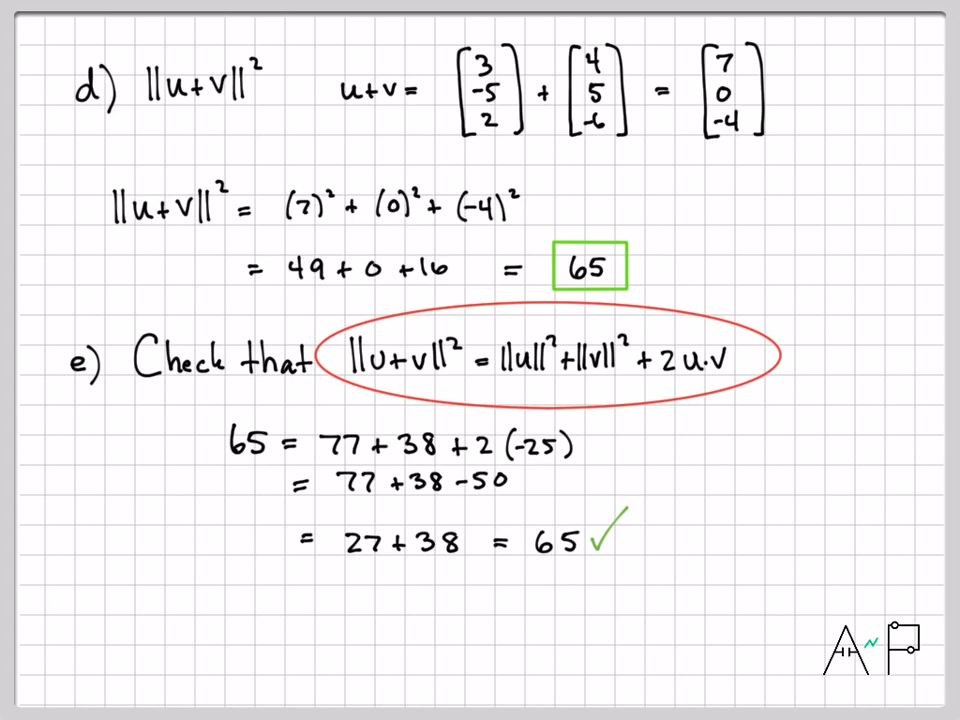 d) ||u+v||² u+v = [3 -5 2] + [4 5 -6] = [7 0 -4]
||u+v||² = (7)² + (0)² + (-4)²
= 49 + 0 + 16 = 65
e) Check that ||u+v||² = ||u||² + ||v||² + 2 u·v
65 = 77 + 38 + 2 (-25)
= 77 + 38 - 50
= 27 + 38 = 65 ✓
A P